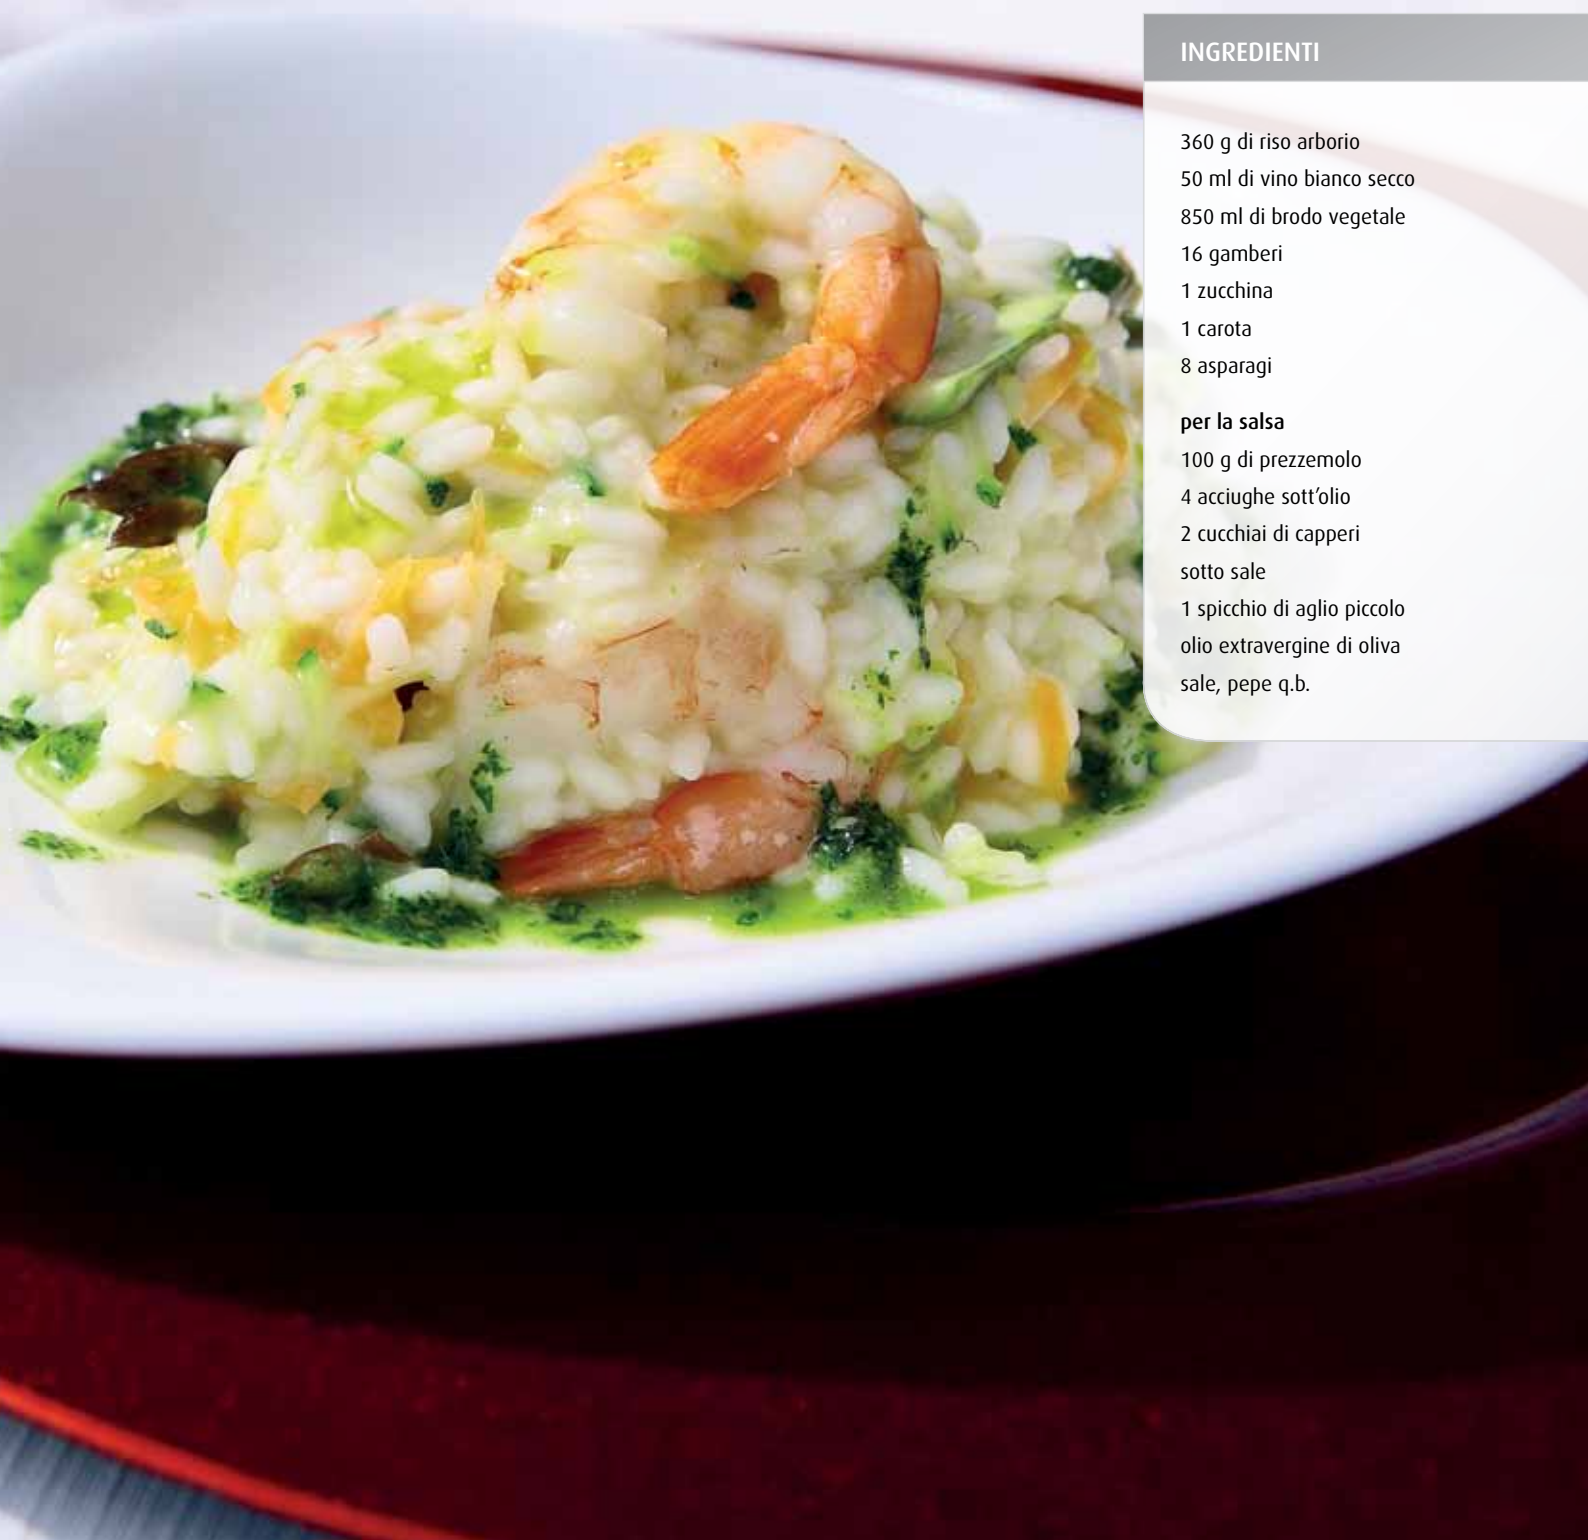 INGREDIENTI
360 g di riso arborio
50 ml di vino bianco secco
850 ml di brodo vegetale
16 gamberi
1 zucchina
1 carota
8 asparagi
per la salsa
100 g di prezzemolo
4 acciughe sott'olio
2 cucchiai di capperi
sotto sale
1 spicchio di aglio piccolo
olio extravergine di oliva
sale, pepe q.b.